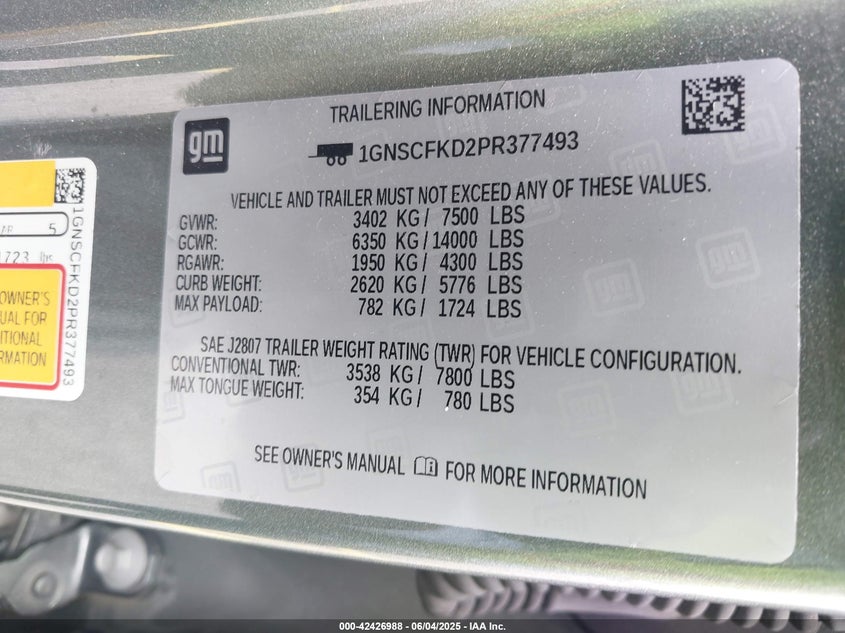 TRAILERING INFORMATION
gm
1GNSCFKD2PR377493
VEHICLE AND TRAILER MUST NOT EXCEED ANY OF THESE VALUES.
GVWR: 3402 KG / 7500 LBS
GCWR: 6350 KG / 14000 LBS
RGAWR: 1950 KG / 4300 LBS
CURB WEIGHT: 2620 KG / 5776 LBS
MAX PAYLOAD: 782 KG / 1724 LBS
SAE J2807 TRAILER WEIGHT RATING (TWR) FOR VEHICLE CONFIGURATION.
CONVENTIONAL TWR: 3538 KG / 7800 LBS
MAX TONGUE WEIGHT: 354 KG / 780 LBS
SEE OWNER'S MANUAL FOR MORE INFORMATION
5
1723 lbs
OWNER'S
UAL FOR
ITIONAL
RMATION
1GNSCFKD2PR377493
000-42426988 - 06/04/2025 - IAA Inc.